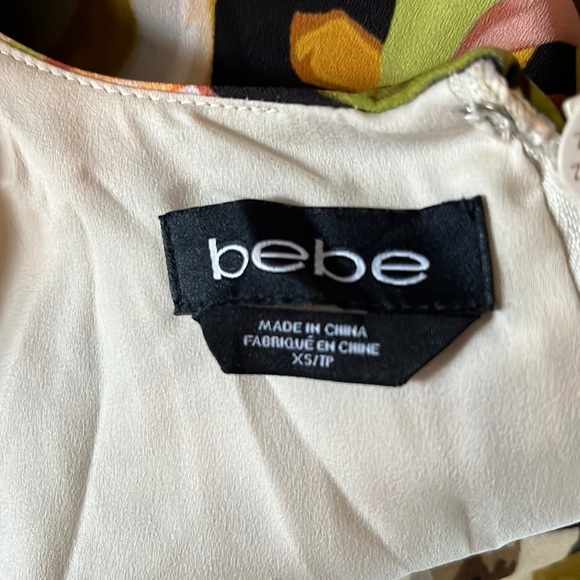 bebe
MADE IN CHINA
FABRIQUÉ EN CHINE
XS/TP